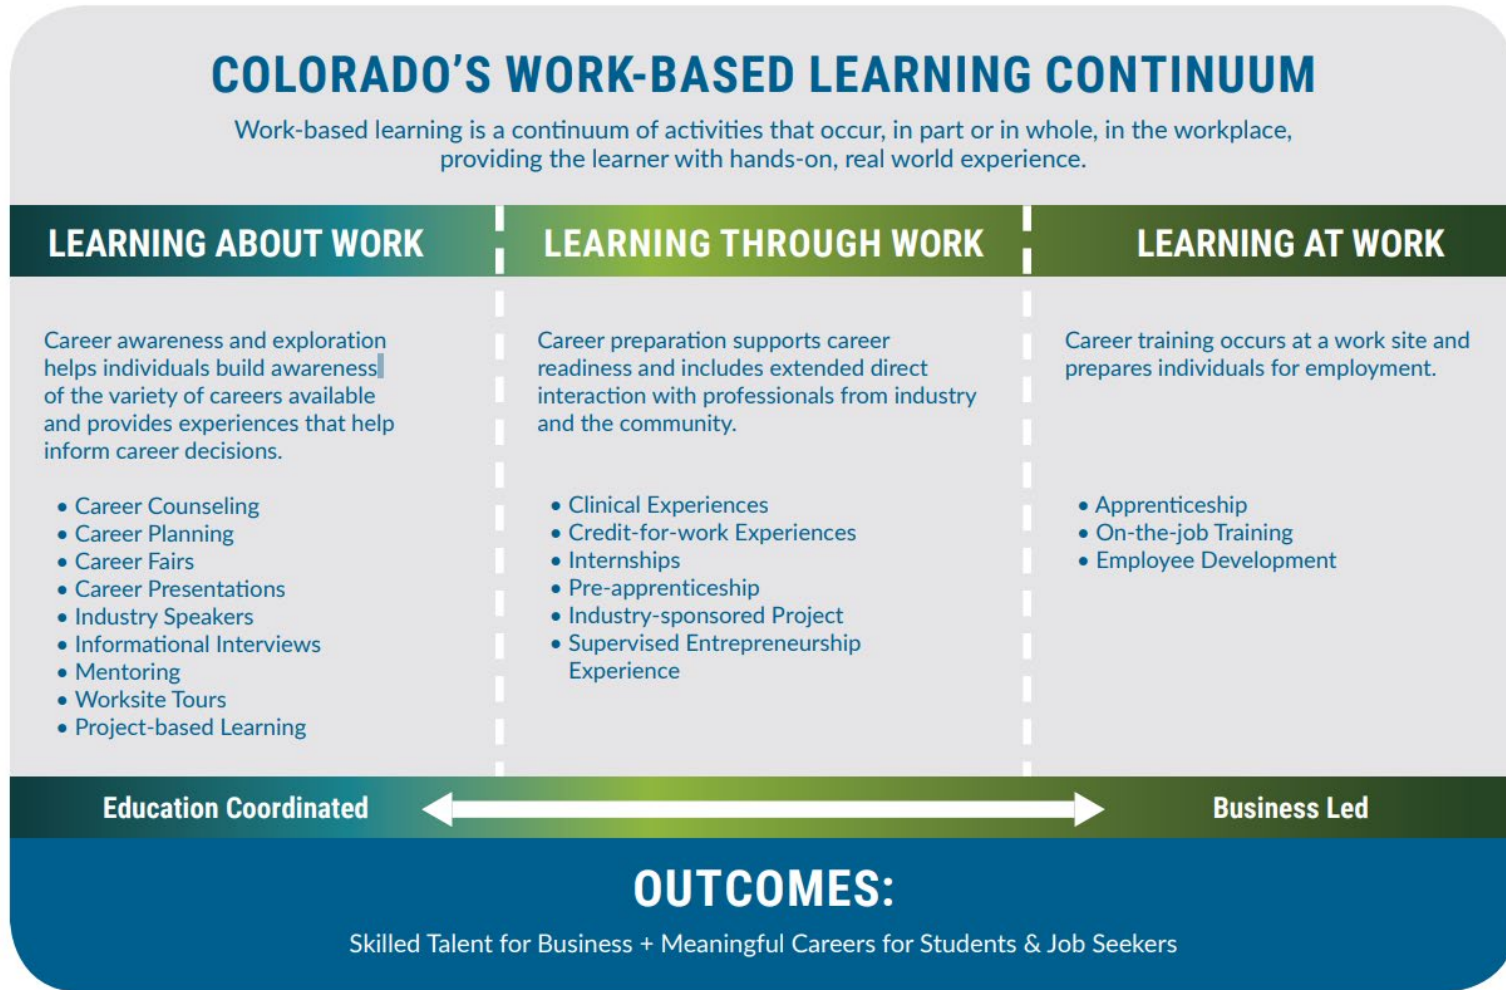 COLORADO'S WORK-BASED LEARNING CONTINUUM
Work-based learning is a continuum of activities that occur, in part or in whole, in the workplace,
providing the learner with hands-on, real world experience.
LEARNING ABOUT WORK
Career awareness and exploration
helps individuals build awareness
of the variety of careers available
and provides experiences that help
inform career decisions.
• Career Counseling
• Career Planning
• Career Fairs
• Career Presentations
• Industry Speakers
• Informational Interviews
• Mentoring
• Worksite Tours
• Project-based Learning
LEARNING THROUGH WORK
Career preparation supports career
readiness and includes extended direct
interaction with professionals from industry
and the community.
• Clinical Experiences
• Credit-for-work Experiences
• Internships
• Pre-apprenticeship
• Industry-sponsored Project
• Supervised Entrepreneurship
Experience
LEARNING AT WORK
Career training occurs at a work site and
prepares individuals for employment.
• Apprenticeship
• On-the-job Training
• Employee Development
Education Coordinated
Business Led
OUTCOMES:
Skilled Talent for Business + Meaningful Careers for Students & Job Seekers